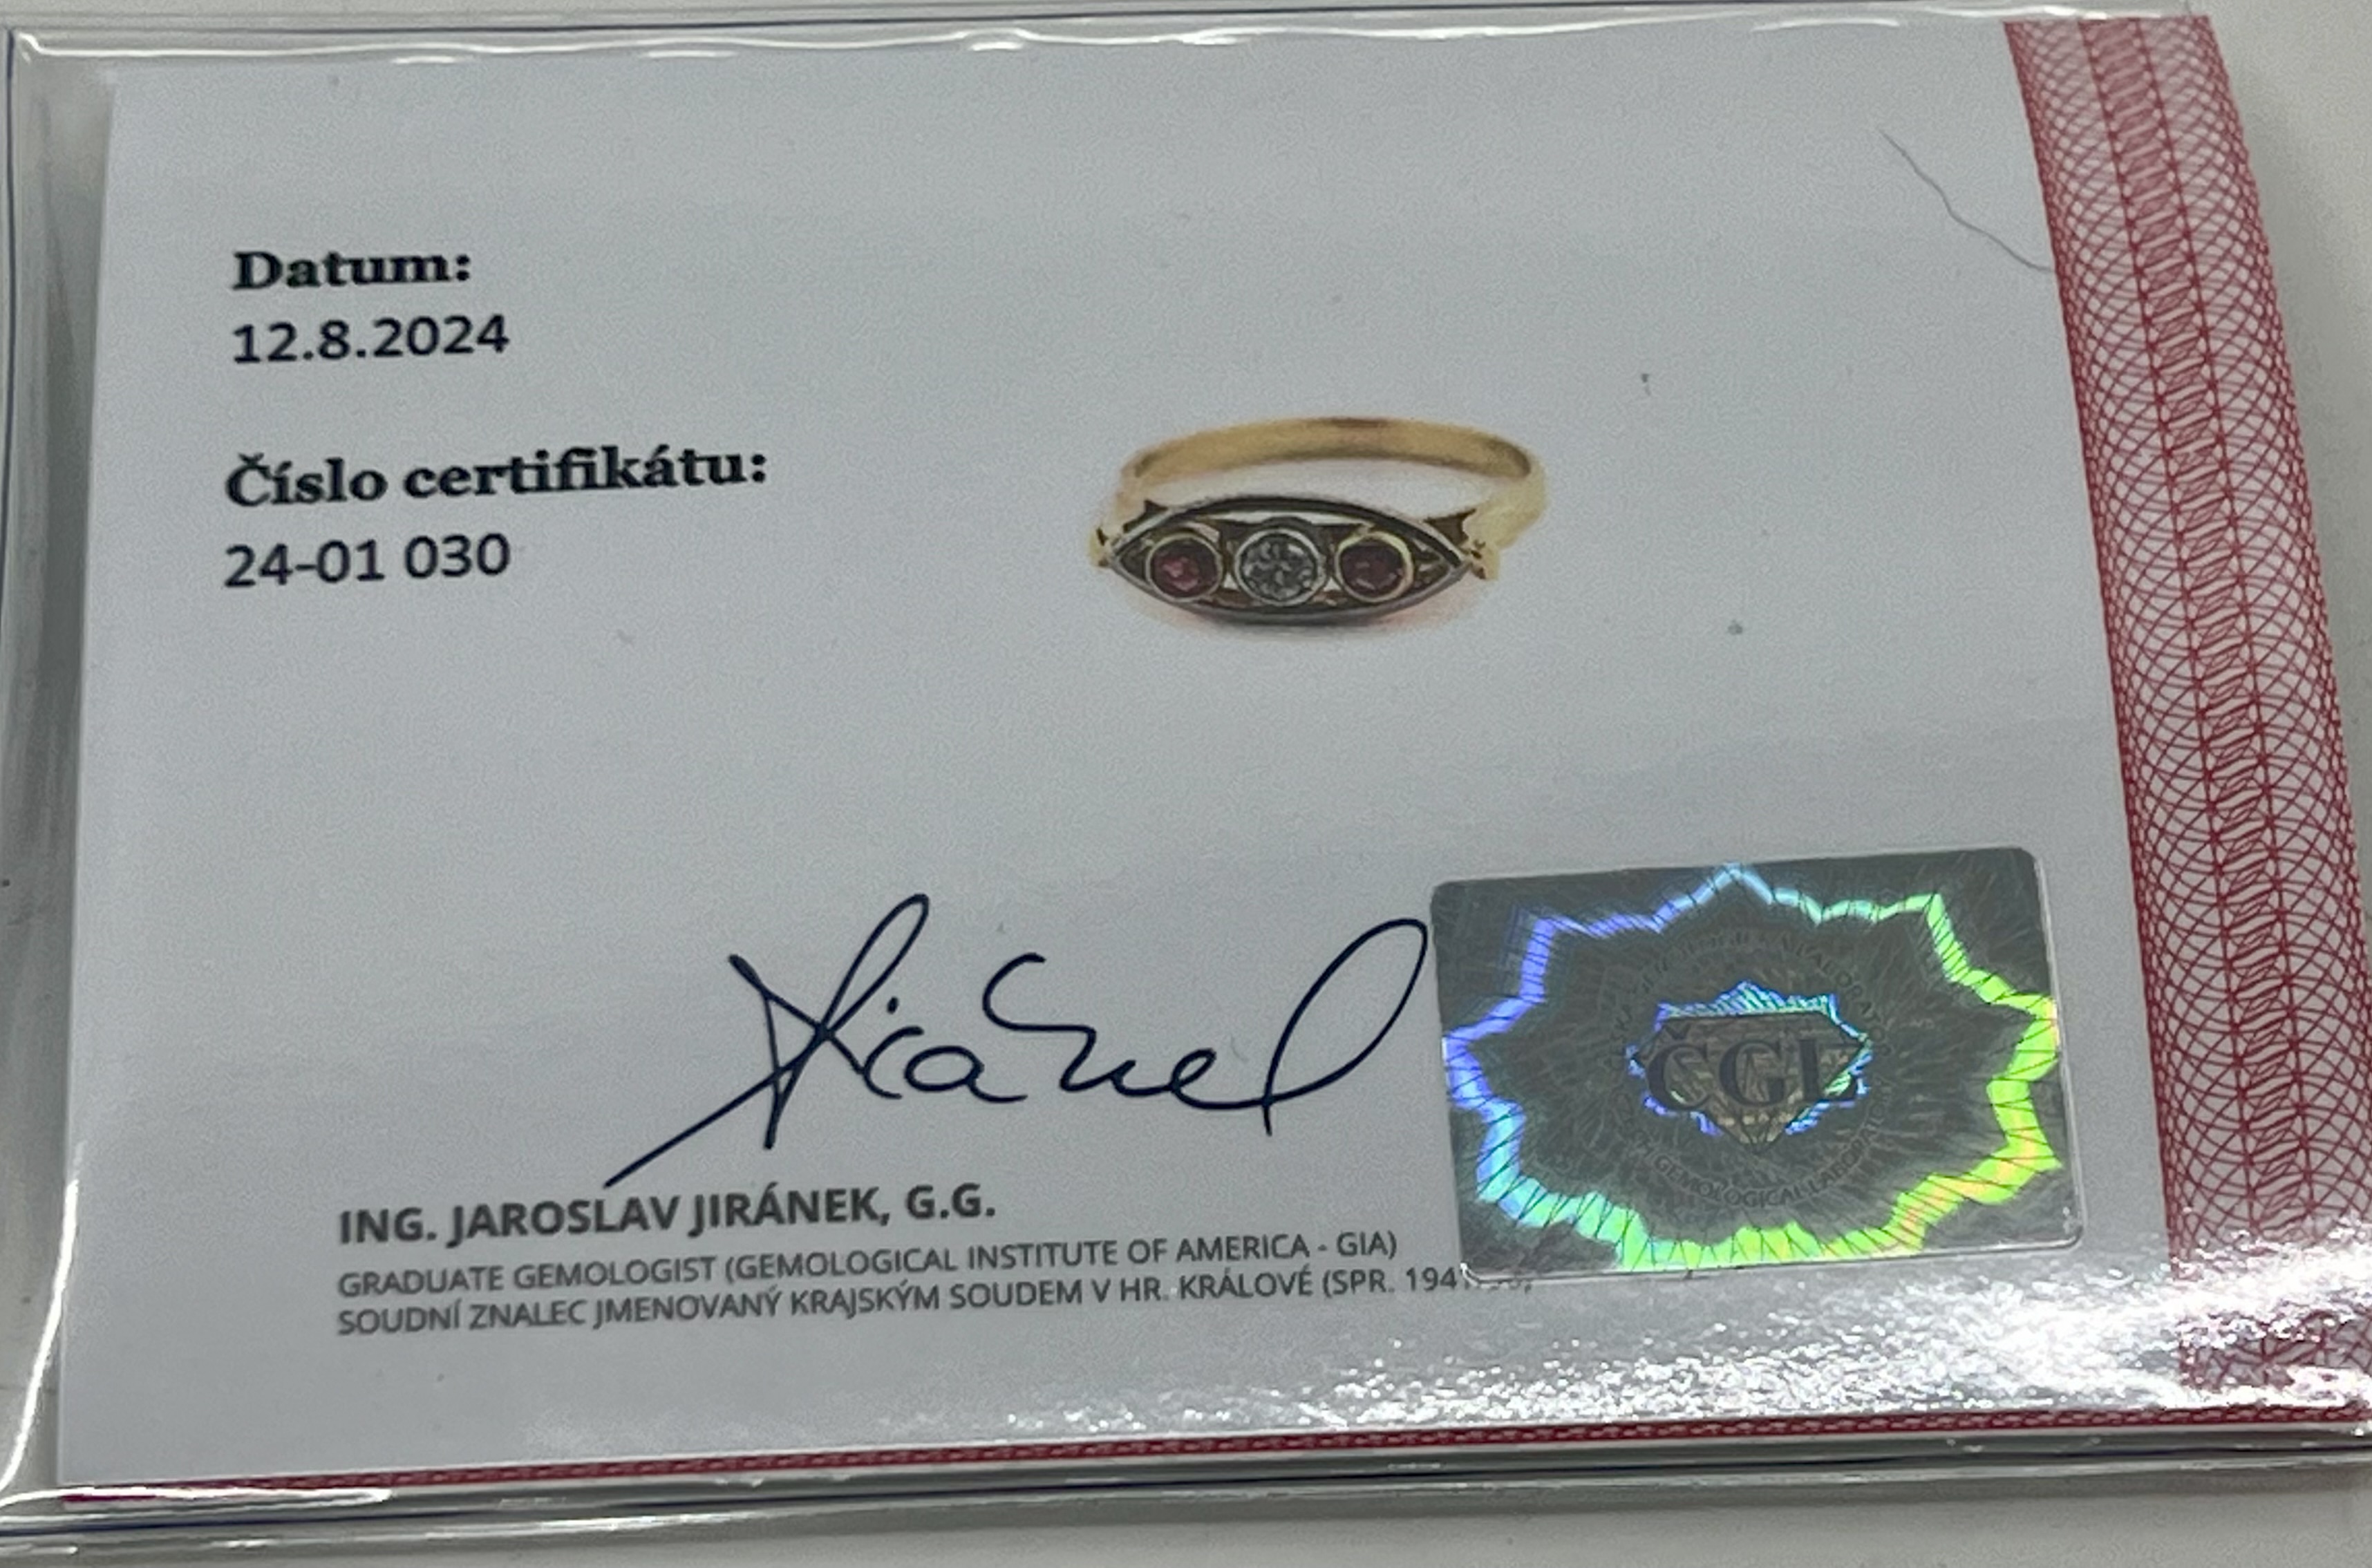 Datum:
12.8.2024
Číslo certifikátu:
24-01 030
ING. JAROSLAV JIRÁNEK, G.G.
GRADUATE GEMOLOGIST (GEMOLOGICAL INSTITUTE OF AMERICA - GIA)
SOUDNÍ ZNALEC JMENOVANÝ KRAJSKÝM SOUDEM V HR. KRÁLOVÉ (SPR.
ČGL
GEMOLOGICAL LABORATORY